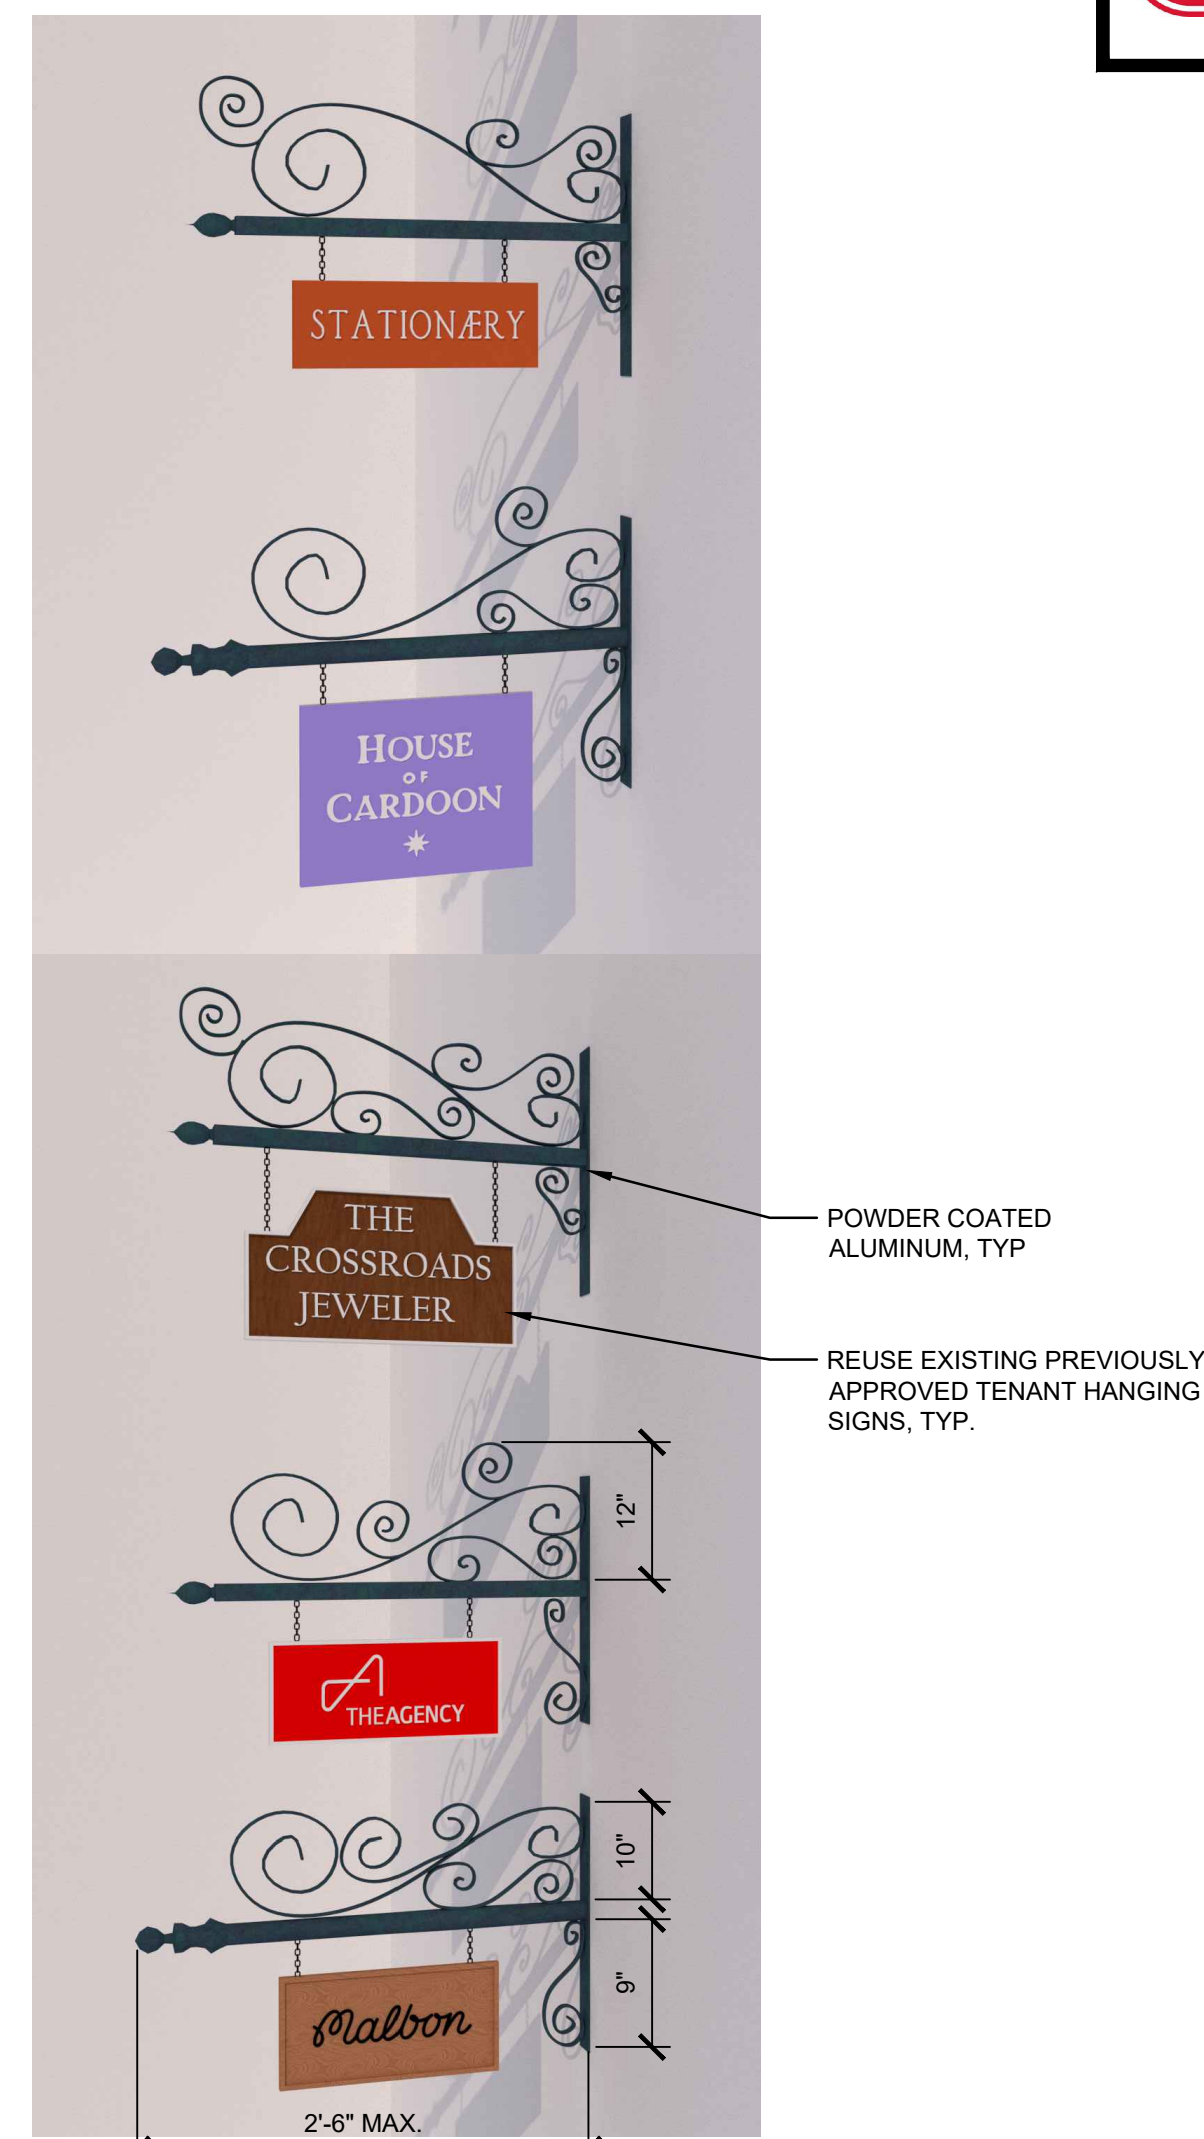 STATIONÆRY
HOUSE
OF
CARDOON
THE
CROSSROADS
JEWELER
POWDER COATED
ALUMINUM, TYP
REUSE EXISTING PREVIOUSLY
APPROVED TENANT HANGING
SIGNS, TYP.
12"
THEAGENCY
10"
9"
Malbon
2'-6" MAX.